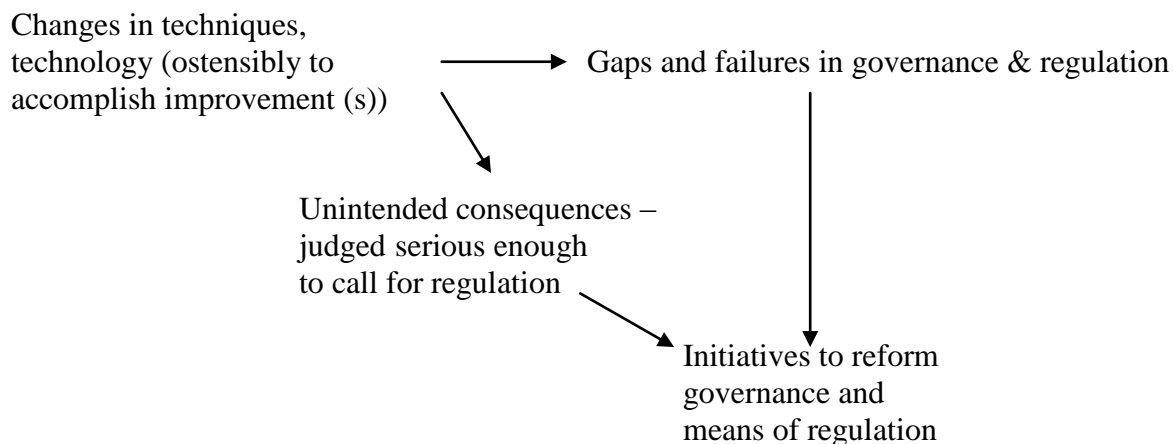 Changes in techniques,
technology (ostensibly to
accomplish improvement (s))
Gaps and failures in governance & regulation
Unintended consequences –
judged serious enough
to call for regulation
Initiatives to reform
governance and
means of regulation